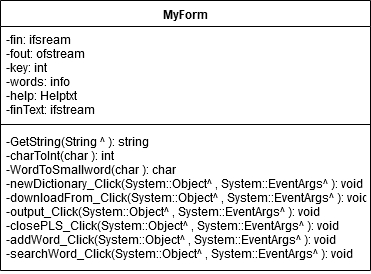 MyForm
-fin: ifsream
-fout: ofstream
-key: int
-words: info
-help: Helptxt
-finText: ifstream
-GetString(String ^ ): string
-charToInt(char ): int
-WordToSmallword(char ): char
-newDictionary_Click(System::Object^ , System::EventArgs^ ): void
-downloadFrom_Click(System::Object^ , System::EventArgs^ ): void
-output_Click(System::Object^ , System::EventArgs^ ): void
-closePLS_Click(System::Object^ , System::EventArgs^ ): void
-addWord_Click(System::Object^ , System::EventArgs^ ): void
-searchWord_Click(System::Object^ , System::EventArgs^ ): void